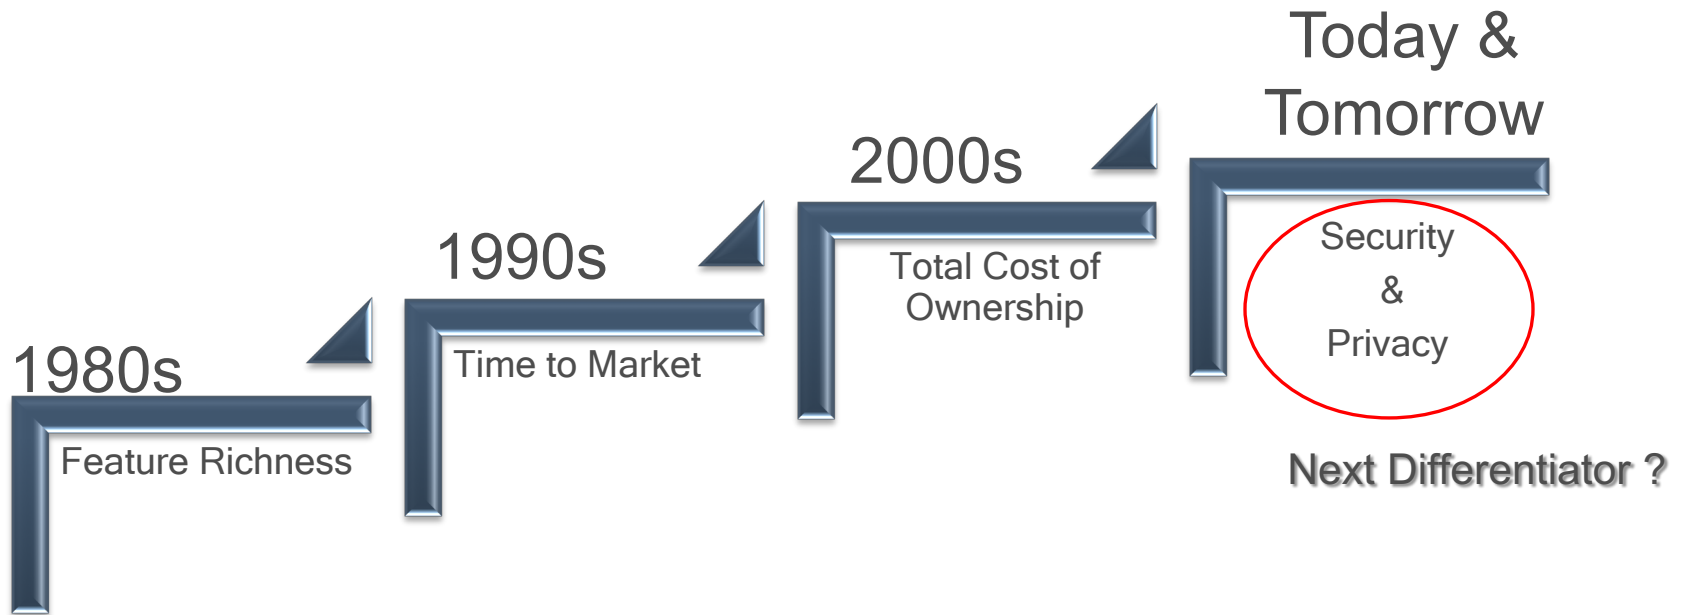 1980s
Feature Richness
1990s
Time to Market
2000s
Total Cost of
Ownership
Today &
Tomorrow
Security
&
Privacy
Next Differentiator ?